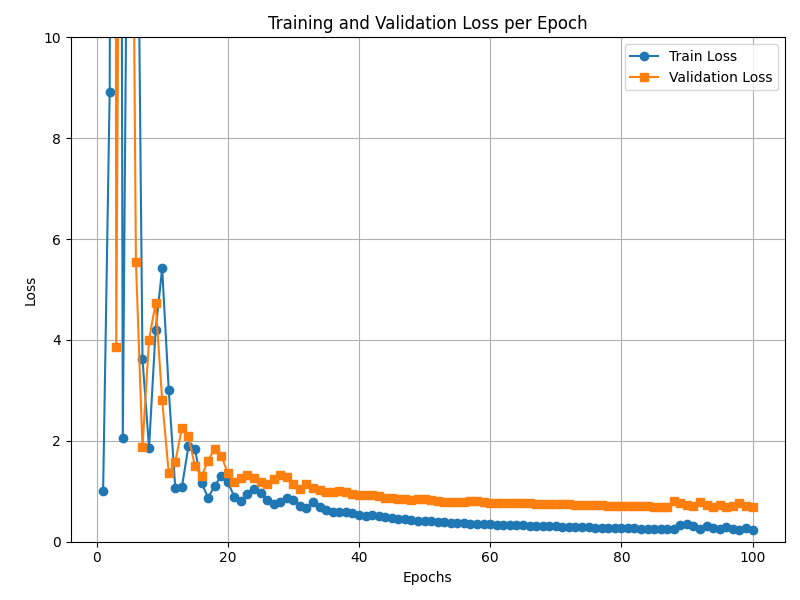 Training and Validation Loss per Epoch
Train Loss
Validation Loss
10
8
6
4
2
0
Loss
0 20 40 60 80 100
Epochs